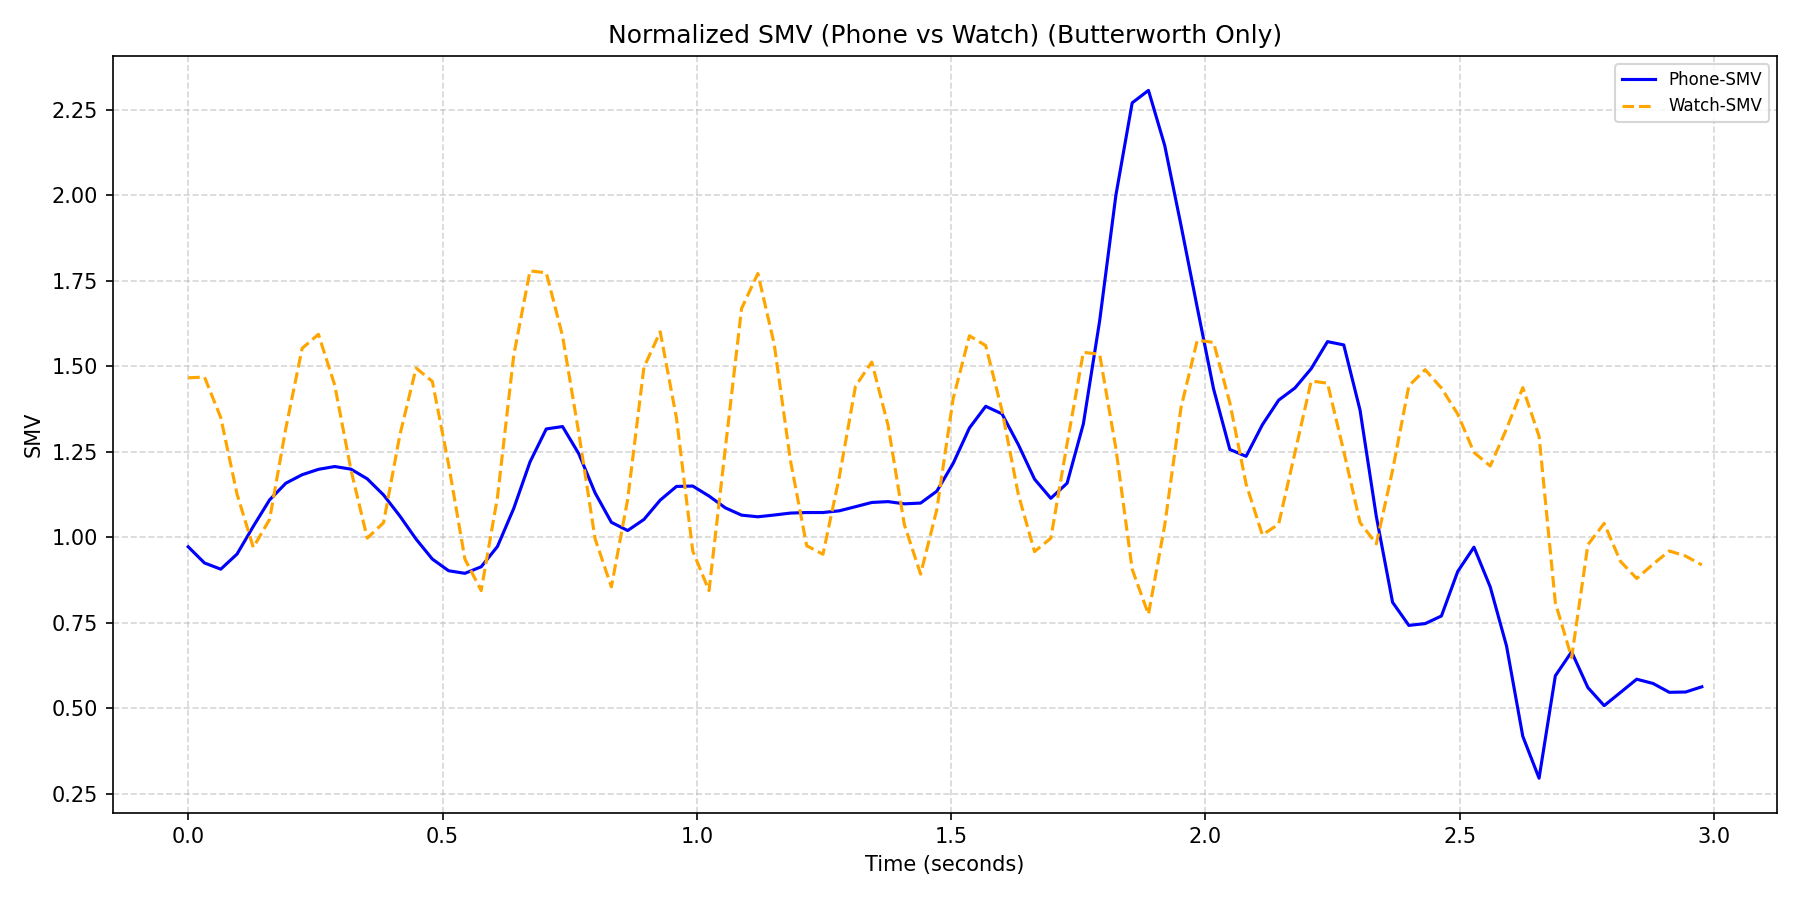 Normalized SMV (Phone vs Watch) (Butterworth Only)
Phone-SMV
Watch-SMV
2.25
2.00
1.75
1.50
1.25
1.00
0.75
0.50
0.25
SMV
0.0 0.5 1.0 1.5 2.0 2.5 3.0
Time (seconds)